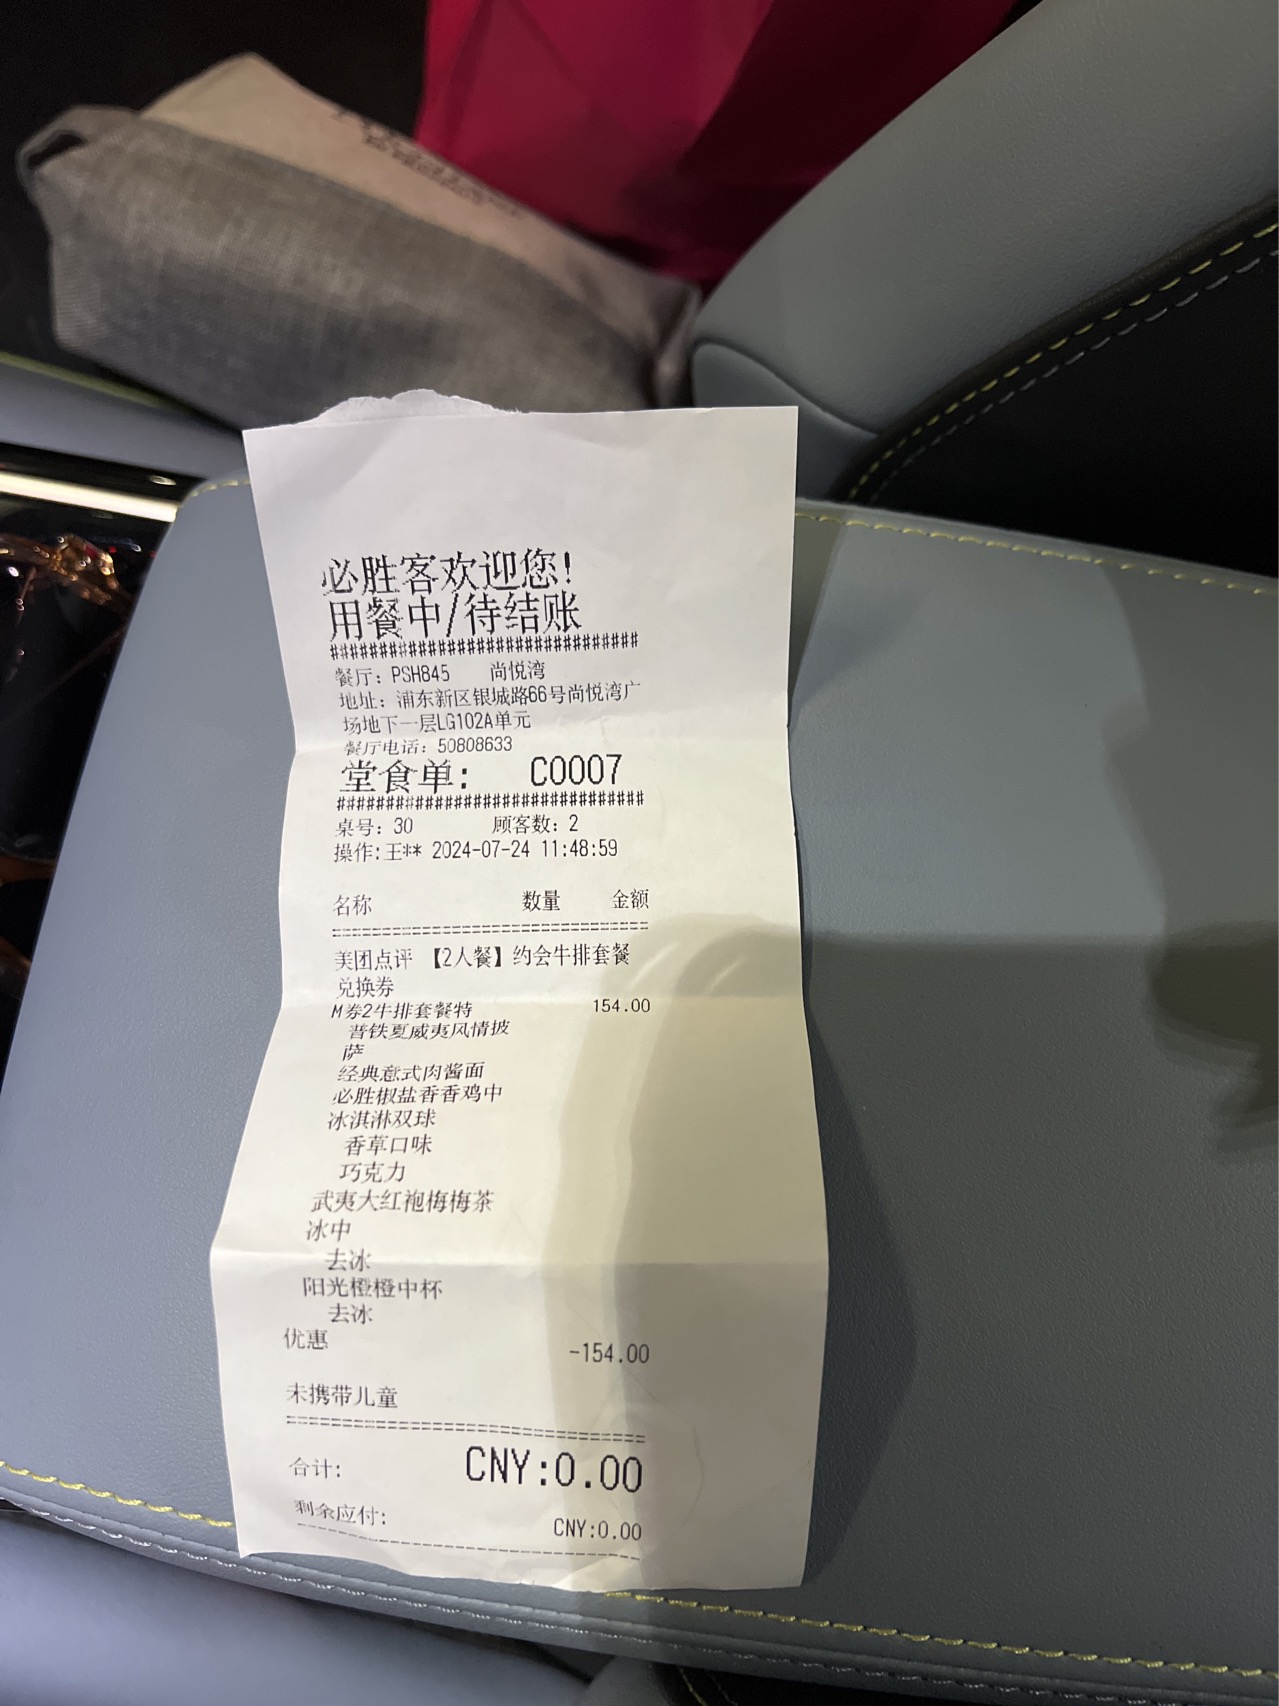 必胜客欢迎您!
用餐中/待结账
################################
餐厅: PSH845 尚悦湾
地址: 浦东新区银城路66号尚悦湾广
场地下一层LG102A单元
餐厅电话: 50808633
堂食单: C0007
################################
桌号: 30 顾客数: 2
操作:王** 2024-07-24 11:48:59
名称 数量 金额
================================
美团点评 【2人餐】约会牛排套餐
兑换券
M券2牛排套餐特 154.00
普铁夏威夷风情披
萨
经典意式肉酱面
必胜椒盐香香鸡中
冰淇淋双球
香草口味
巧克力
武夷大红袍梅梅茶
冰中
去冰
阳光橙橙中杯
去冰
优惠 -154.00
未携带儿童
================================
合计: CNY:0.00
剩余应付: CNY:0.00
--------------------------------